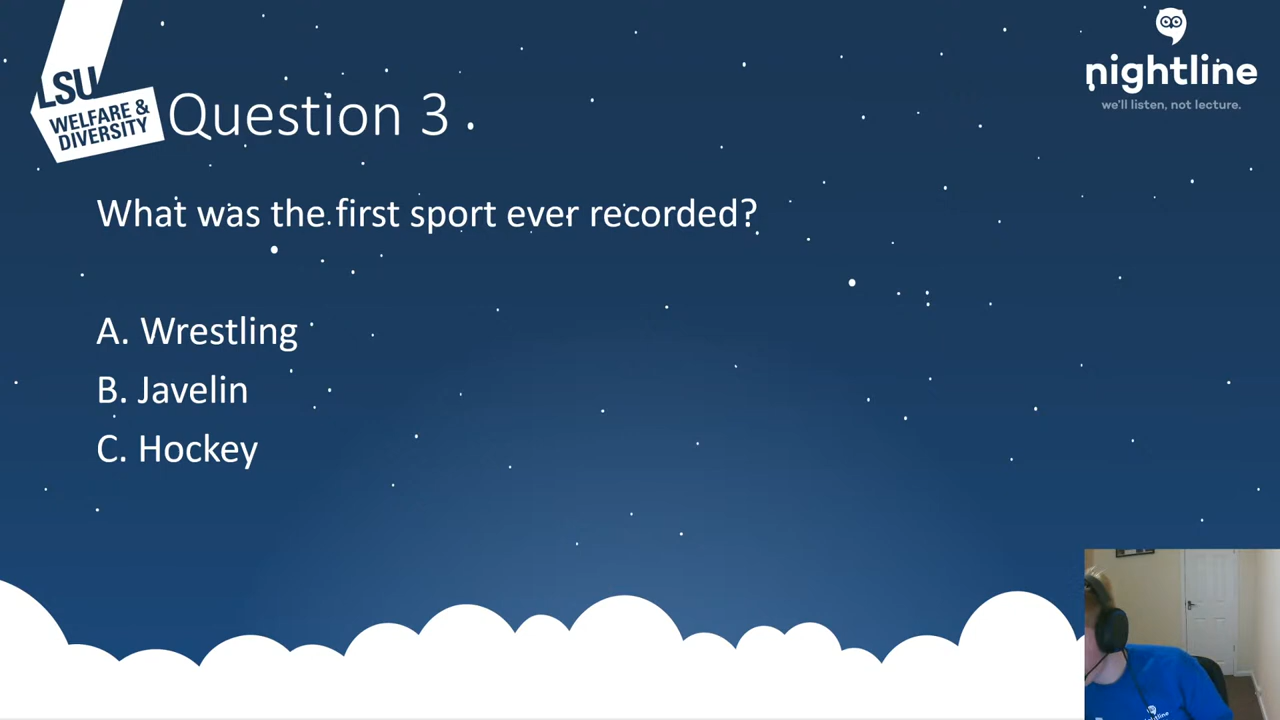 LSU
WELFARE &
DIVERSITY
nightline
we'll listen, not lecture.
Question 3
What was the first sport ever recorded?
A. Wrestling
B. Javelin
C. Hockey